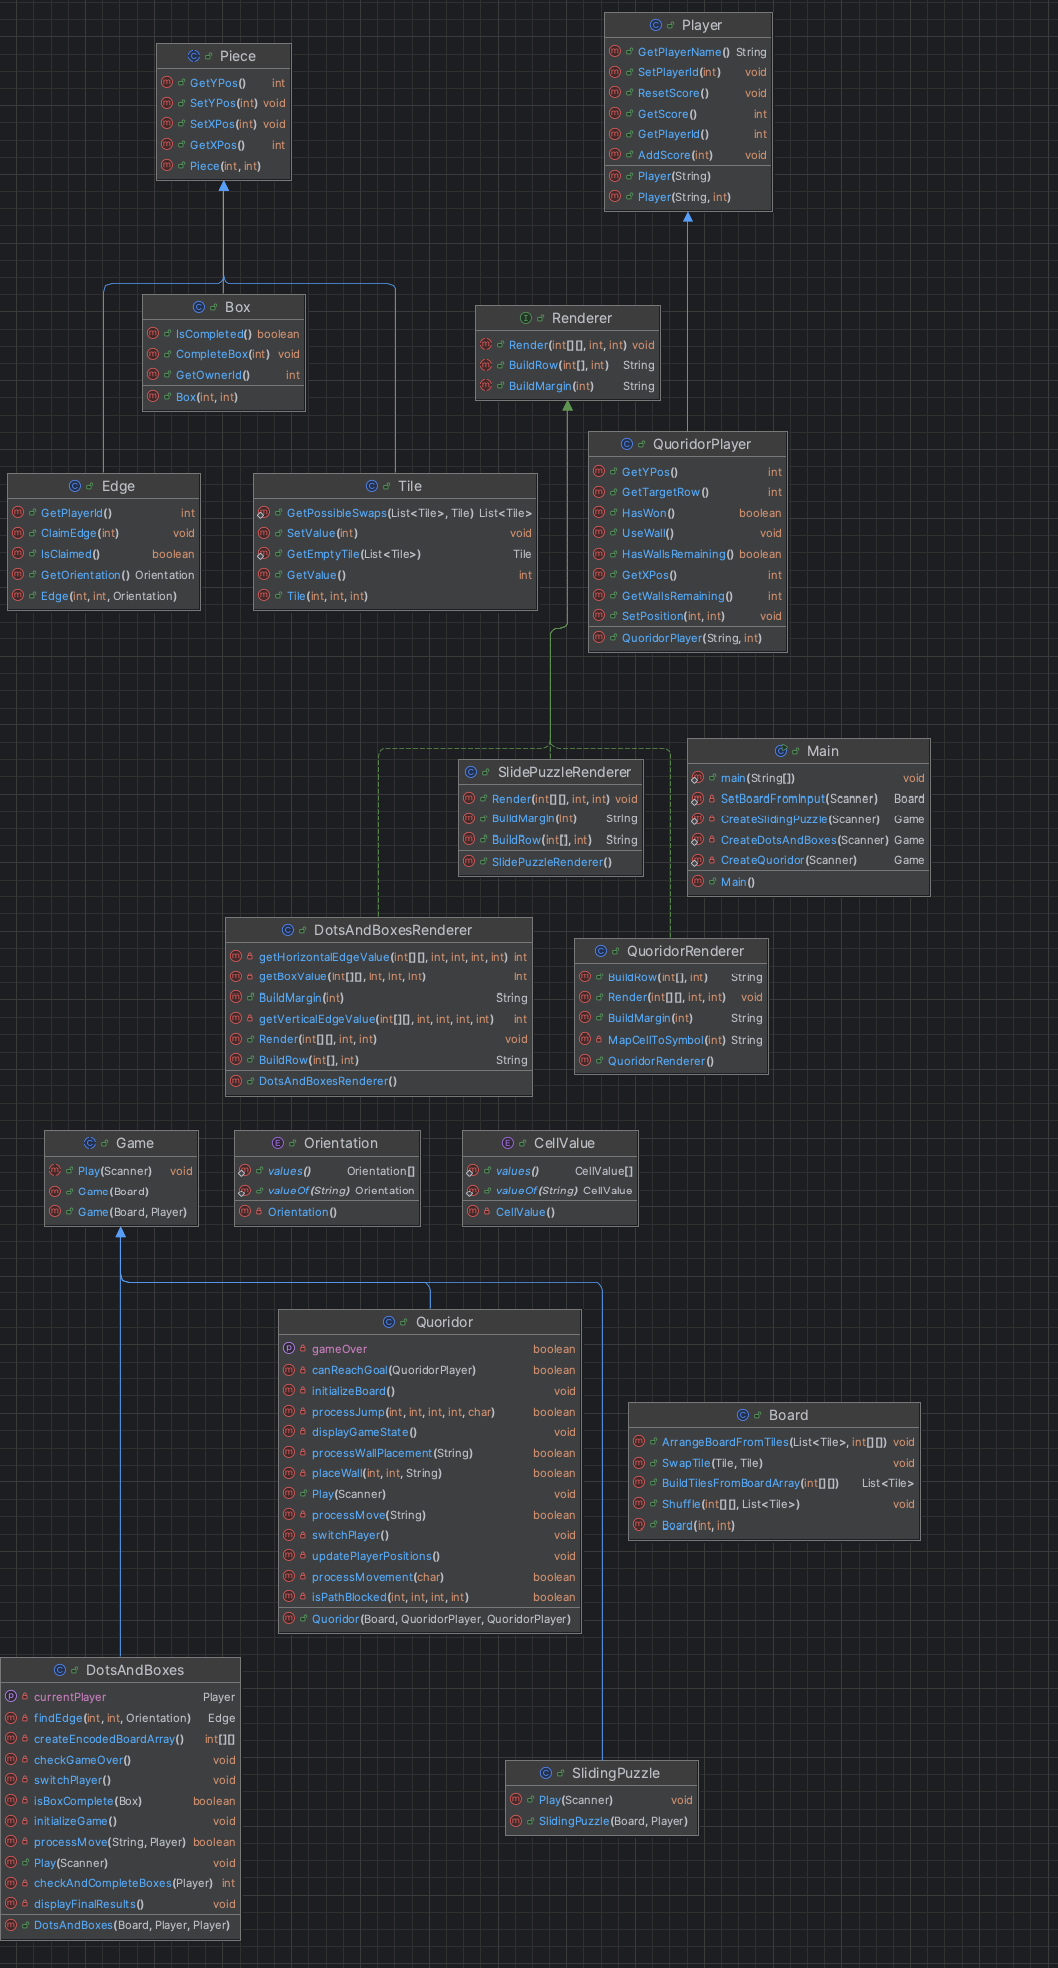 Player
GetPlayerName() String
SetPlayerId(int) void
ResetScore() void
GetScore() int
GetPlayerId() int
AddScore(int) void
Player(String)
Player(String, int)
Piece
GetYPos() int
SetYPos(int) void
SetXPos(int) void
GetXPos() int
Piece(int, int)
Box
IsCompleted() boolean
CompleteBox(int) void
GetOwnerId() int
Box(int, int)
Renderer
Render(int[][], int, int) void
BuildRow(int[], int) String
BuildMargin(int) String
QuoridorPlayer
GetYPos() int
GetTargetRow() int
HasWon() boolean
UseWall() void
HasWallsRemaining() boolean
GetXPos() int
GetWallsRemaining() int
SetPosition(int, int) void
QuoridorPlayer(String, int)
Edge
GetPlayerId() int
ClaimEdge(int) void
IsClaimed() boolean
GetOrientation() Orientation
Edge(int, int, Orientation)
Tile
GetPossibleSwaps(List<Tile>, Tile) List<Tile>
SetValue(int) void
GetEmptyTile(List<Tile>) Tile
GetValue() int
Tile(int, int, int)
Main
main(String[]) void
SetBoardFromInput(Scanner) Board
CreateSlidingPuzzle(Scanner) Game
CreateDotsAndBoxes(Scanner) Game
CreateQuoridor(Scanner) Game
Main()
SlidePuzzleRenderer
Render(int[][], int, int) void
BuildMargin(int) String
BuildRow(int[], int) String
SlidePuzzleRenderer()
DotsAndBoxesRenderer
getHorizontalEdgeValue(int[][], int, int, int, int) int
getBoxValue(int[][], int, int, int) int
BuildMargin(int) String
getVerticalEdgeValue(int[][], int, int, int, int) int
Render(int[][], int, int) void
BuildRow(int[], int) String
DotsAndBoxesRenderer()
QuoridorRenderer
BuildRow(int[], int) String
Render(int[][], int, int) void
BuildMargin(int) String
MapCellToSymbol(int) String
QuoridorRenderer()
Game
Play(Scanner) void
Game(Board)
Game(Board, Player)
Orientation
values() Orientation[]
valueOf(String) Orientation
Orientation()
CellValue
values() CellValue[]
valueOf(String) CellValue
CellValue()
Quoridor
gameOver boolean
canReachGoal(QuoridorPlayer) boolean
initializeBoard() void
processJump(int, int, int, int, char) boolean
displayGameState() void
processWallPlacement(String) boolean
placeWall(int, int, String) boolean
Play(Scanner) void
processMove(String) boolean
switchPlayer() void
updatePlayerPositions() void
processMovement(char) boolean
isPathBlocked(int, int, int, int) boolean
Quoridor(Board, QuoridorPlayer, QuoridorPlayer)
Board
ArrangeBoardFromTiles(List<Tile>, int[][]) void
SwapTile(Tile, Tile) void
BuildTilesFromBoardArray(int[][]) List<Tile>
Shuffle(int[][], List<Tile>) void
Board(int, int)
DotsAndBoxes
currentPlayer Player
findEdge(int, int, Orientation) Edge
createEncodedBoardArray() int[][]
checkGameOver() void
switchPlayer() void
isBoxComplete(Box) boolean
initializeGame() void
processMove(String, Player) boolean
Play(Scanner) void
checkAndCompleteBoxes(Player) int
displayFinalResults() void
DotsAndBoxes(Board, Player, Player)
SlidingPuzzle
Play(Scanner) void
SlidingPuzzle(Board, Player)